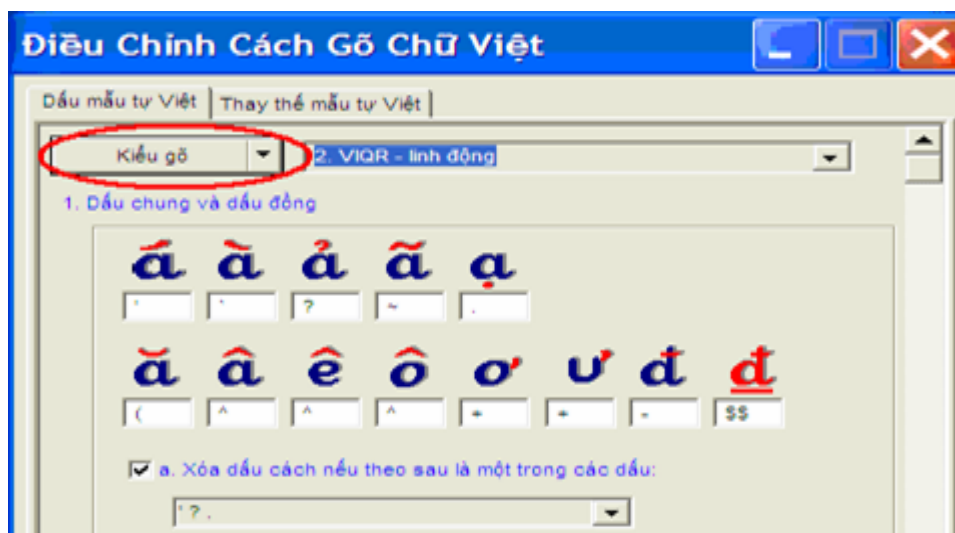 Điều Chỉnh Cách Gõ Chữ Việt
Dấu mẫu tự Việt Thay thế mẫu tự Việt
Kiểu gõ 2. VIQR - linh động
1. Dấu chung và dấu đồng
á à ả ã ạ
' ` ? ~ .
ă â ê ô ơ ư đ đ
( ^ ^ ^ + + - $$
a. Xóa dấu cách nếu theo sau là một trong các dấu:
' ? .